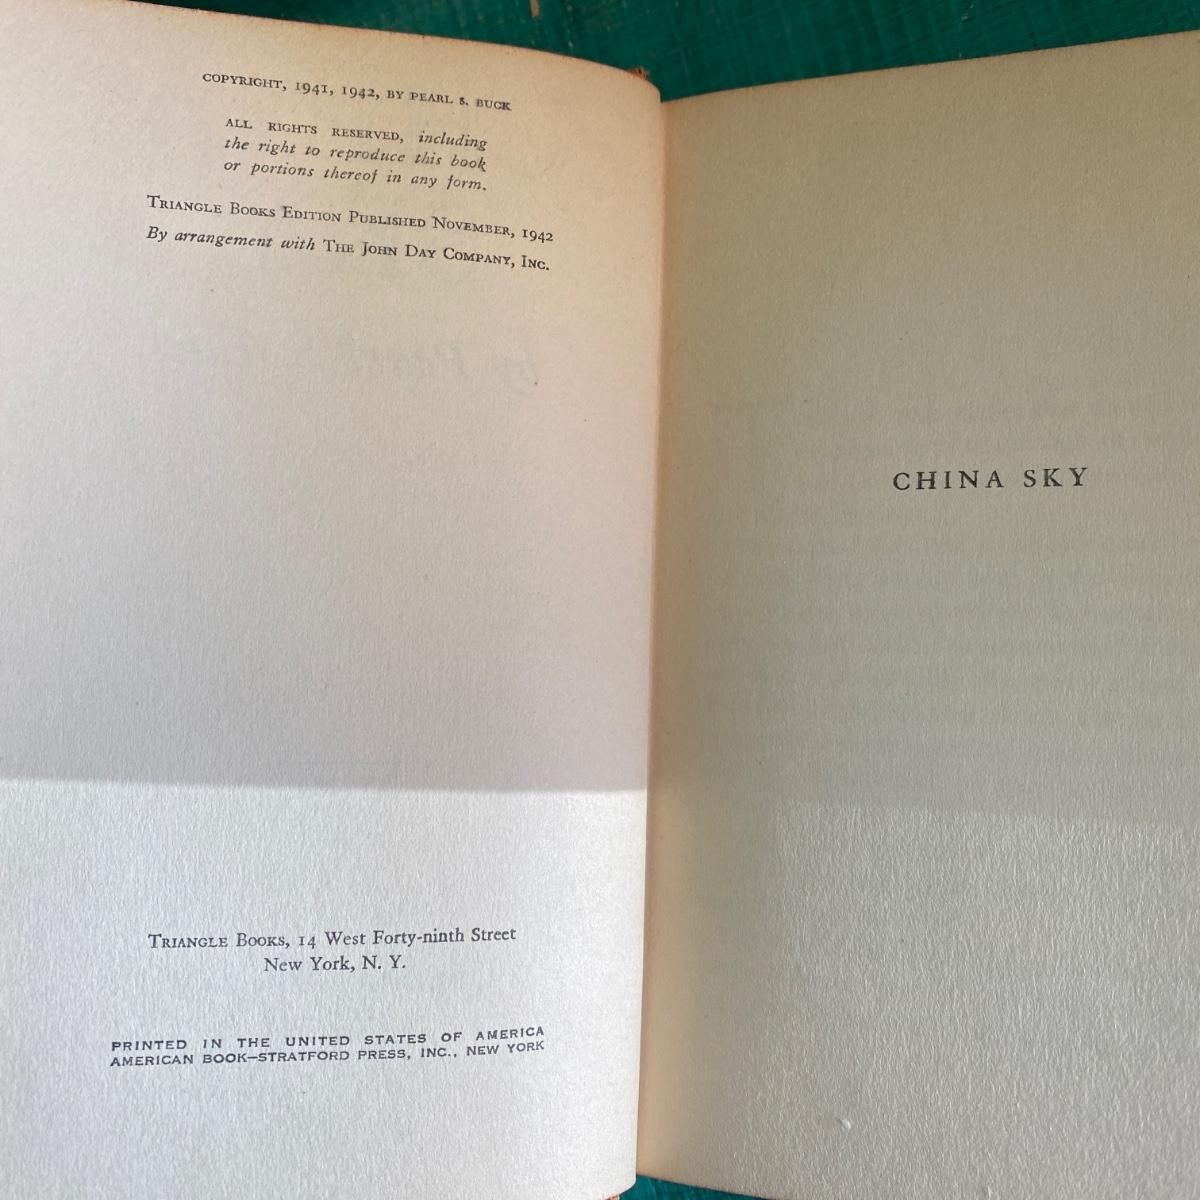 COPYRIGHT, 1941, 1942, BY PEARL S. BUCK
ALL RIGHTS RESERVED, including
the right to reproduce this book
or portions thereof in any form.
TRIANGLE BOOKS EDITION PUBLISHED NOVEMBER, 1942
By arrangement with THE JOHN DAY COMPANY, INC.
TRIANGLE BOOKS, 14 West Forty-ninth Street
New York, N. Y.
PRINTED IN THE UNITED STATES OF AMERICA
AMERICAN BOOK—STRATFORD PRESS, INC., NEW YORK
CHINA SKY